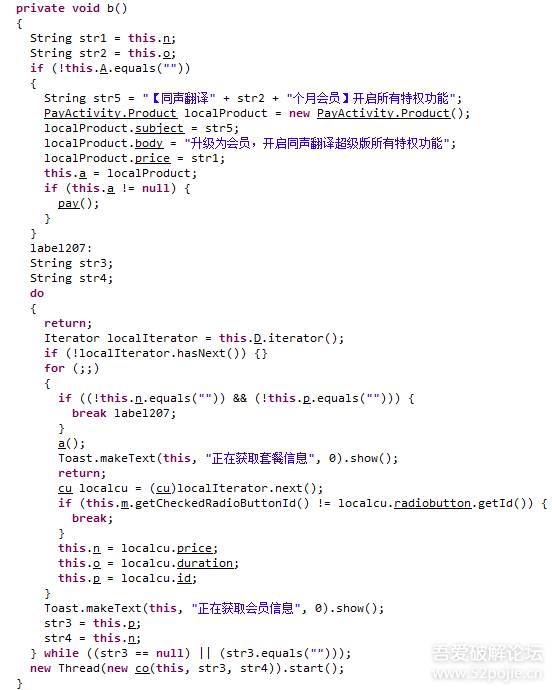 private void b()
{
String str1 = this.n;
String str2 = this.o;
if (!this.A.equals(""))
{
String str5 = "【同声翻译" + str2 + "个月会员】开启所有特权功能";
PayActivity.Product localProduct = new PayActivity.Product();
localProduct.subject = str5;
localProduct.body = "升级为会员，开启同声翻译超级版所有特权功能";
localProduct.price = str1;
this.a = localProduct;
if (this.a != null) {
pay();
}
}
label207:
String str3;
String str4;
do
{
return;
Iterator localIterator = this.D.iterator();
if (!localIterator.hasNext()) {}
for (;;)
{
if ((!this.n.equals("")) && (!this.p.equals(""))) {
break label207;
}
a();
Toast.makeText(this, "正在获取套餐信息", 0).show();
return;
cu localcu = (cu)localIterator.next();
if (this.m.getCheckedRadioButtonId() != localcu.radiobutton.getId()) {
break;
}
this.n = localcu.price;
this.o = localcu.duration;
this.p = localcu.id;
}
Toast.makeText(this, "正在获取会员信息", 0).show();
str3 = this.p;
str4 = this.n;
} while ((str3 == null) || (str3.equals("")));
new Thread(new co(this, str3, str4)).start();
}
吾爱破解论坛
www.52pojie.cn